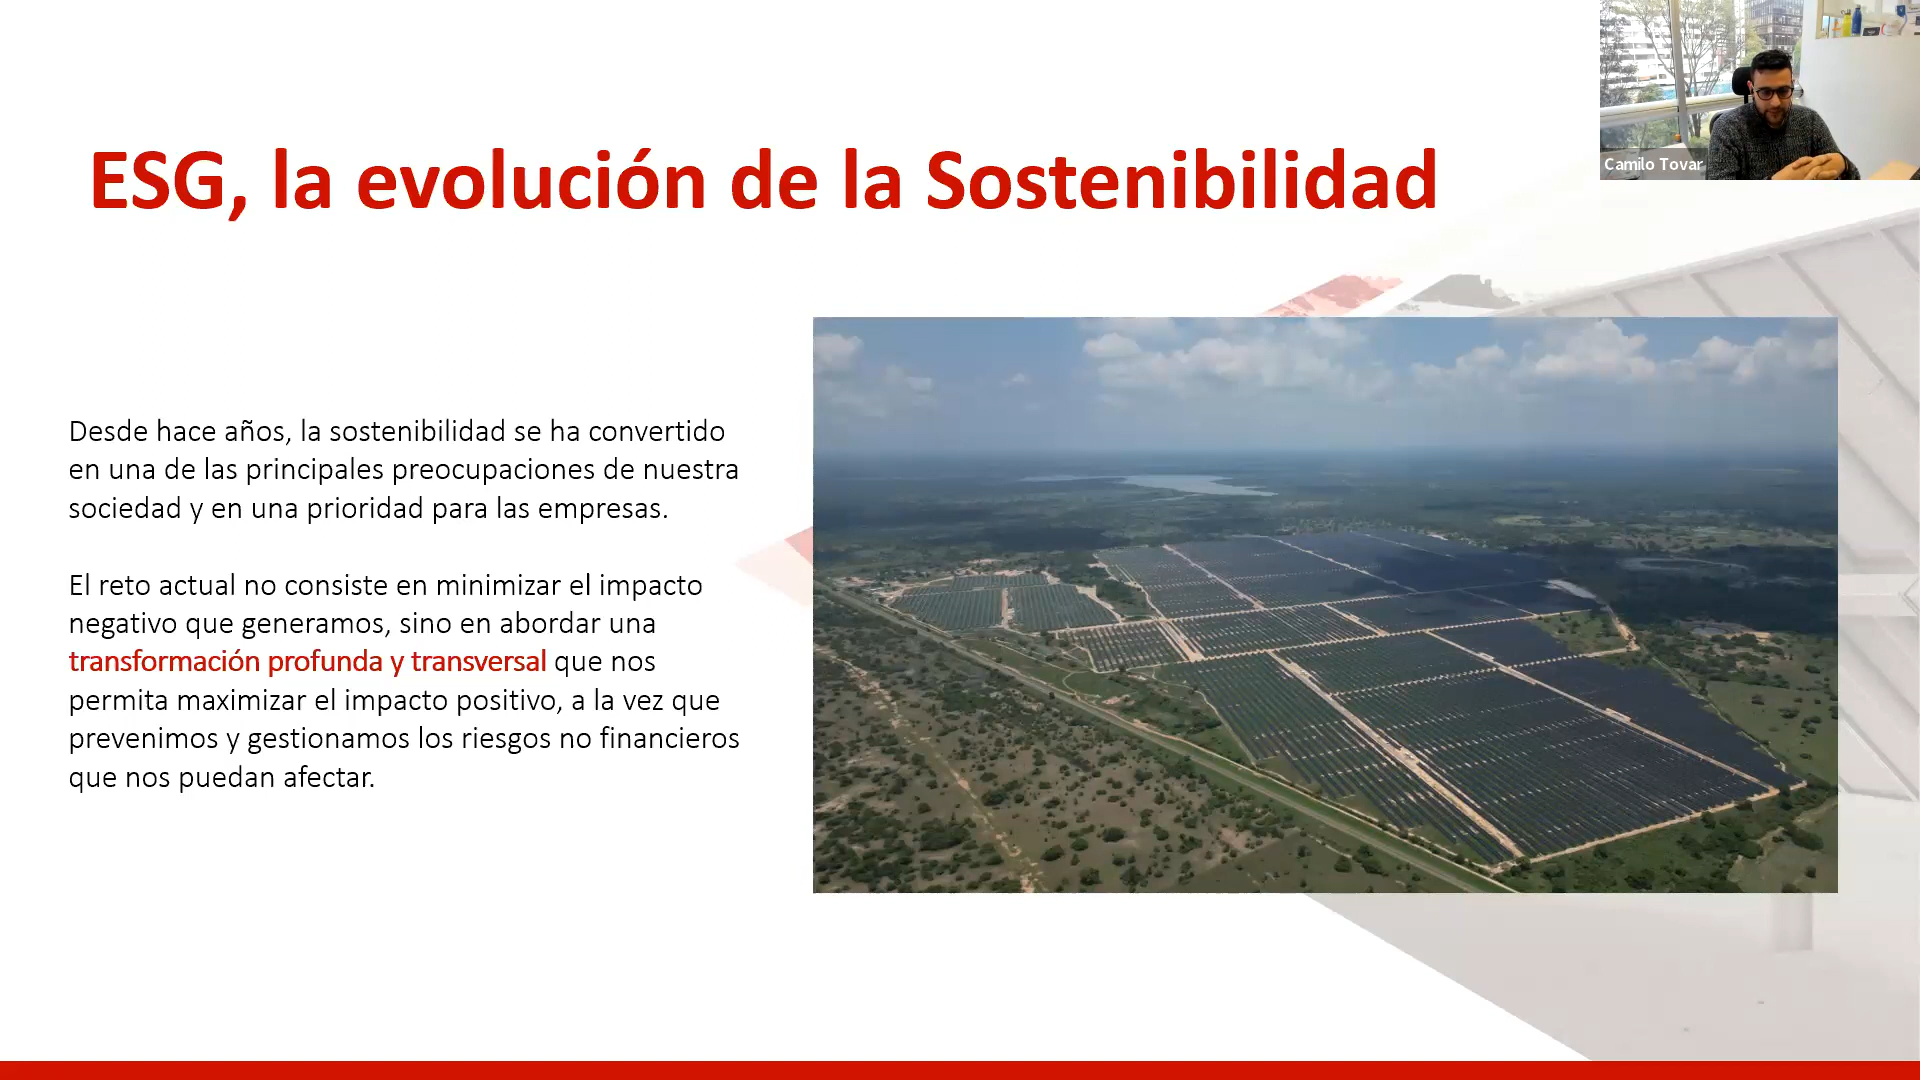 ESG, la evolución de la Sostenibilidad
Camilo Tovar
Desde hace años, la sostenibilidad se ha convertido
en una de las principales preocupaciones de nuestra
sociedad y en una prioridad para las empresas.
El reto actual no consiste en minimizar el impacto
negativo que generamos, sino en abordar una
transformación profunda y transversal que nos
permita maximizar el impacto positivo, a la vez que
prevenimos y gestionamos los riesgos no financieros
que nos puedan afectar.